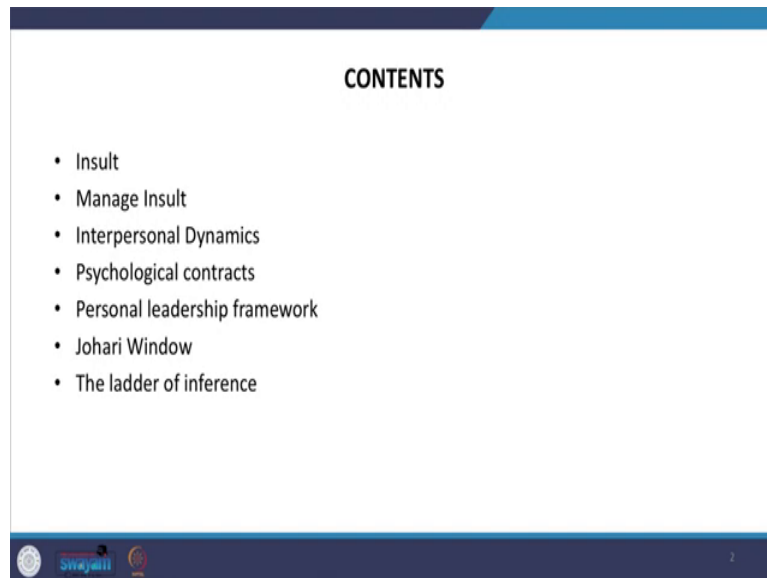 CONTENTS
• Insult
• Manage Insult
• Interpersonal Dynamics
• Psychological contracts
• Personal leadership framework
• Johari Window
• The ladder of inference
swayam
2